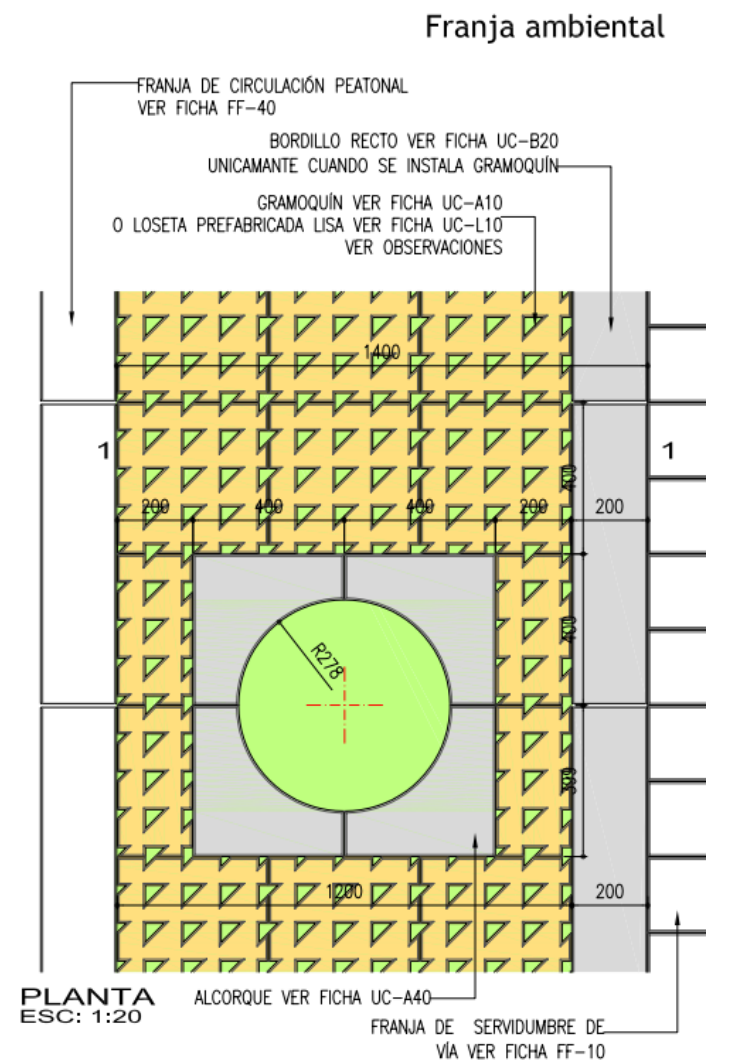 Franja ambiental
FRANJA DE CIRCULACIÓN PEATONAL
VER FICHA FF-40
BORDILLO RECTO VER FICHA UC-B20
UNICAMANTE CUANDO SE INSTALA GRAMOQUÍN
GRAMOQUÍN VER FICHA UC-A10
O LOSETA PREFABRICADA LISA VER FICHA UC-L10
VER OBSERVACIONES
1400
1
1
400
200
400
400
200
200
400
R278
1200
200
PLANTA
ESC: 1:20
ALCORQUE VER FICHA UC-A40
FRANJA DE SERVIDUMBRE DE
VÍA VER FICHA FF-10